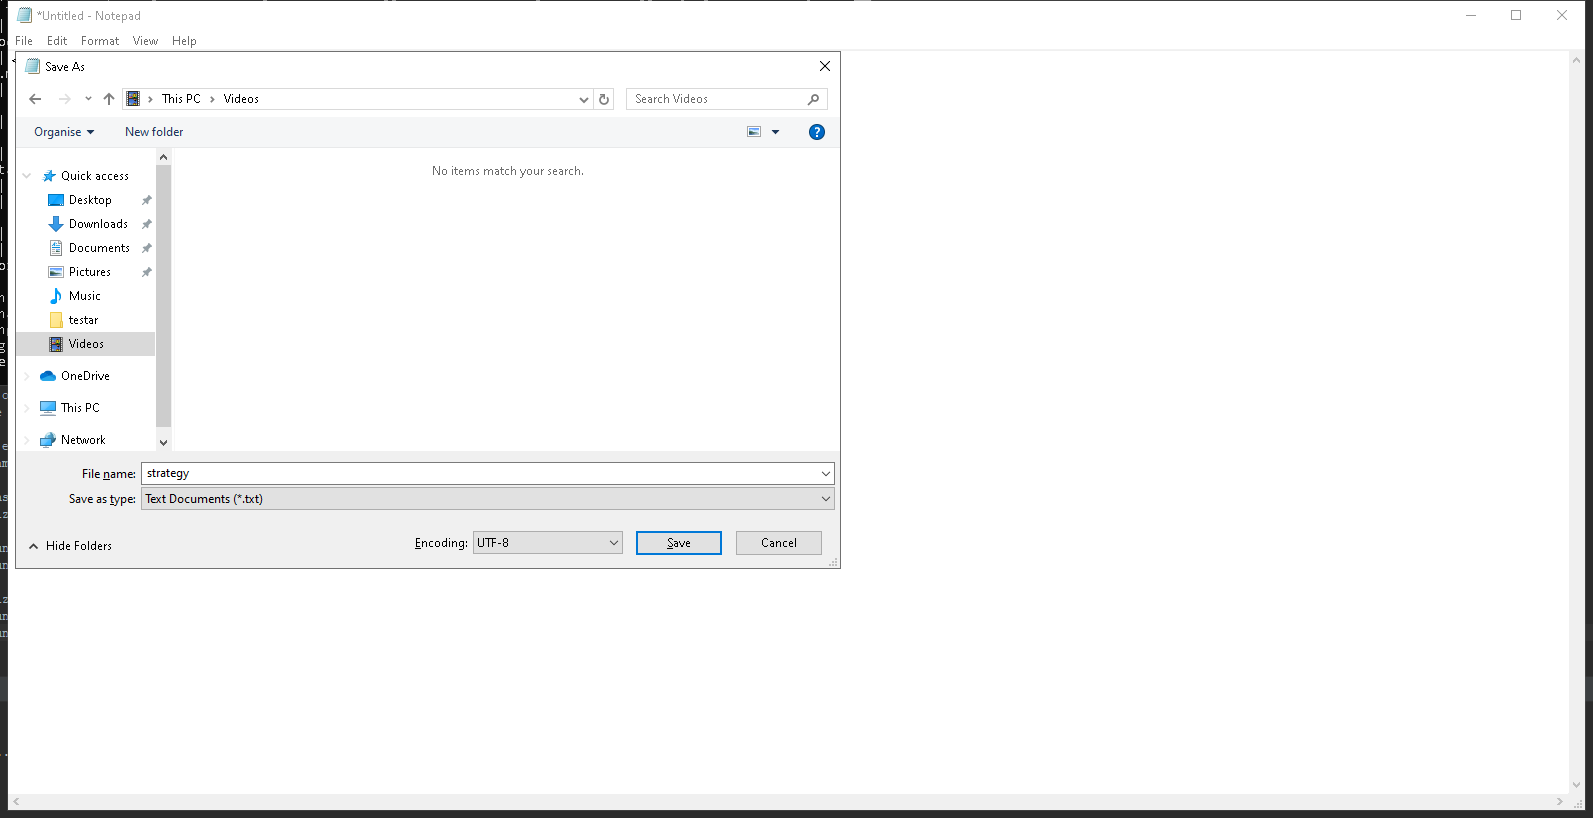 *Untitled - Notepad
File Edit Format View Help
Save As
This PC Videos
Search Videos
Organise New folder
No items match your search.
Quick access
Desktop
Downloads
Documents
Pictures
Music
testar
Videos
OneDrive
This PC
Network
File name: strategy
Save as type: Text Documents (*.txt)
Hide Folders
Encoding: UTF-8
Save
Cancel